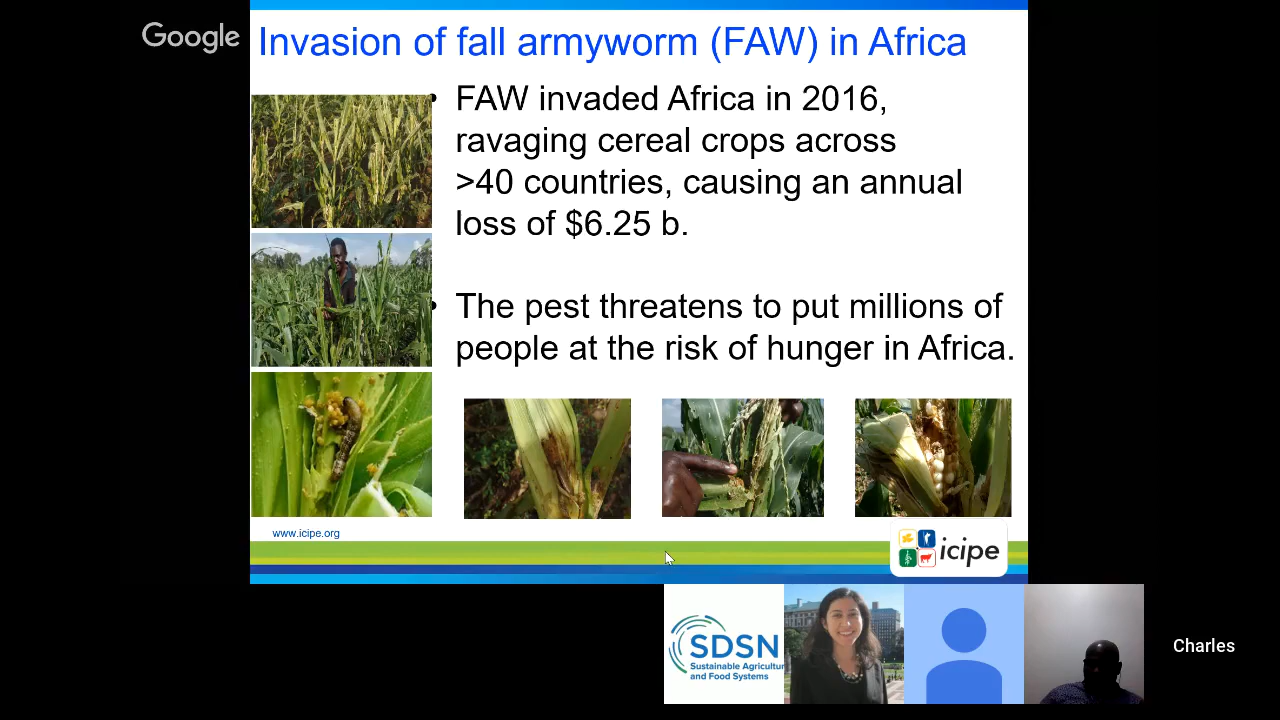 Google
Invasion of fall armyworm (FAW) in Africa
• FAW invaded Africa in 2016,
ravaging cereal crops across
>40 countries, causing an annual
loss of $6.25 b.
• The pest threatens to put millions of
people at the risk of hunger in Africa.
www.icipe.org
icipe
SDSN
Sustainable Agricultu
and Food Systems
Charles